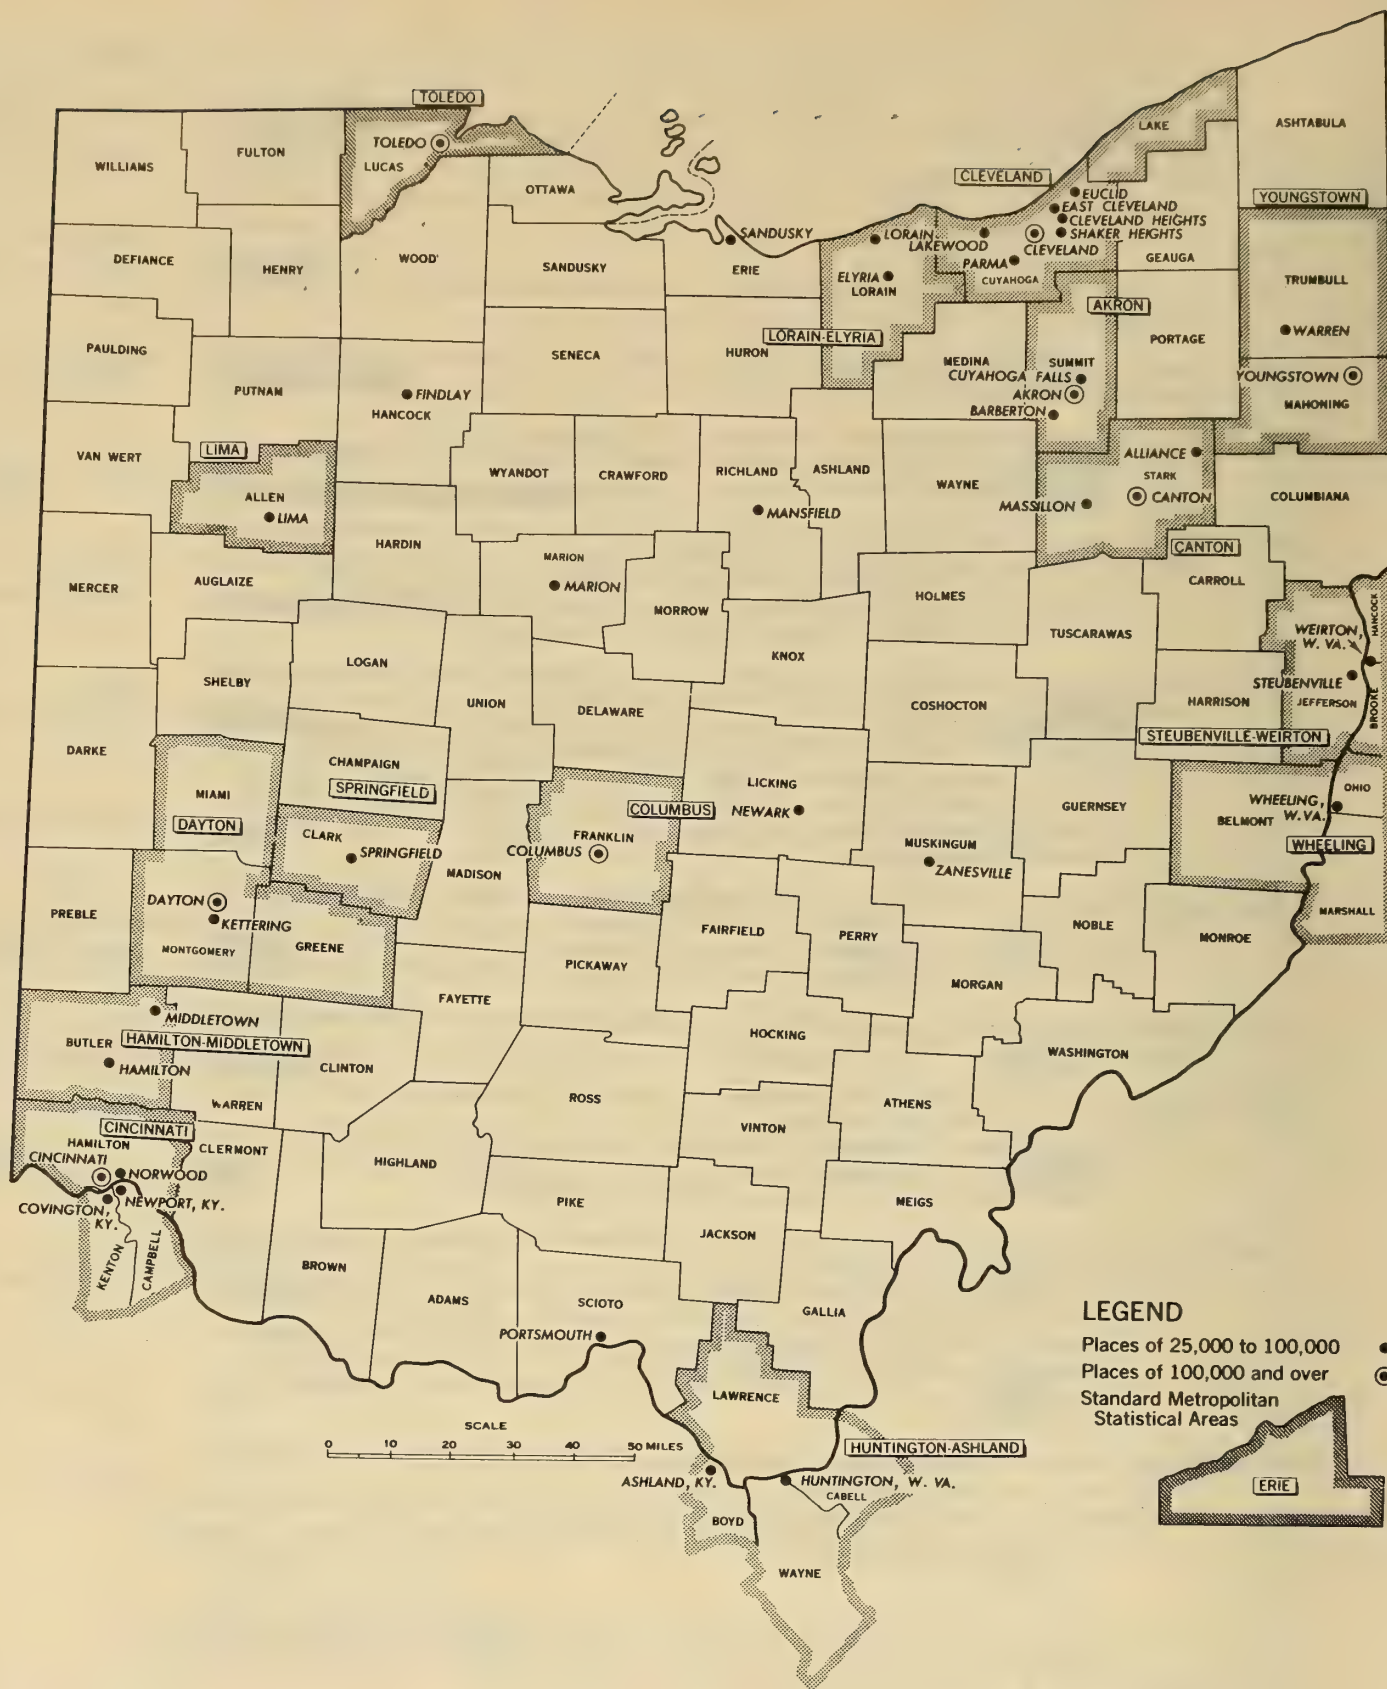 TOLEDO
LAKE
ASHTABULA
TOLEDO
LUCAS
FULTON
WILLIAMS
OTTAWA
CLEVELAND
EUCLID
EAST CLEVELAND
CLEVELAND HEIGHTS
SHAKER HEIGHTS
YOUNGSTOWN
SANDUSKY
LORAIN
LAKEWOOD
CLEVELAND
DEFIANCE
HENRY
WOOD
SANDUSKY
ERIE
ELYRIA
LORAIN
PARMA
CUYAHOGA
GEAUGA
TRUMBULL
AKRON
WARREN
PAULDING
PUTNAM
SENECA
HURON
LORAIN-ELYRIA
MEDINA
SUMMIT
PORTAGE
CUYAHOGA FALLS
AKRON
BARBERTON
YOUNGSTOWN
MAHONING
FINDLAY
HANCOCK
VAN WERT
LIMA
ALLEN
LIMA
WYANDOT
CRAWFORD
RICHLAND
ASHLAND
WAYNE
ALLIANCE
STARK
MASSILLON
CANTON
COLUMBIANA
MANSFIELD
HARDIN
MARION
MARION
CANTON
CARROLL
MERCER
AUGLAIZE
MORROW
HOLMES
TUSCARAWAS
HANCOCK
WEIRTON,
W. VA.
STEUBENVILLE
JEFFERSON
BROOKE
LOGAN
KNOX
SHELBY
UNION
DELAWARE
COSHOCTON
HARRISON
STEUBENVILLE-WEIRTON
DARKE
CHAMPAIGN
SPRINGFIELD
MIAMI
DAYTON
LICKING
NEWARK
COLUMBUS
GUERNSEY
OHIO
WHEELING,
W.VA.
BELMONT
WHEELING
CLARK
SPRINGFIELD
FRANKLIN
COLUMBUS
MADISON
MUSKINGUM
ZANESVILLE
PREBLE
DAYTON
KETTERING
MONTGOMERY
GREENE
FAIRFIELD
PERRY
NOBLE
MONROE
MARSHALL
PICKAWAY
FAYETTE
MORGAN
MIDDLETOWN
BUTLER
HAMILTON-MIDDLETOWN
HAMILTON
CLINTON
HOCKING
WASHINGTON
WARREN
ROSS
ATHENS
VINTON
CINCINNATI
HAMILTON
CLERMONT
CINCINNATI
NORWOOD
NEWPORT, KY.
COVINGTON,
KY.
HIGHLAND
PIKE
JACKSON
MEIGS
KENTON
CAMPBELL
BROWN
ADAMS
SCIOTO
PORTSMOUTH
GALLIA
LAWRENCE
HUNTINGTON-ASHLAND
ASHLAND, KY.
HUNTINGTON, W. VA.
CABELL
BOYD
WAYNE
SCALE
0 10 20 30 40 50 MILES
LEGEND
Places of 25,000 to 100,000
Places of 100,000 and over
Standard Metropolitan
Statistical Areas
ERIE